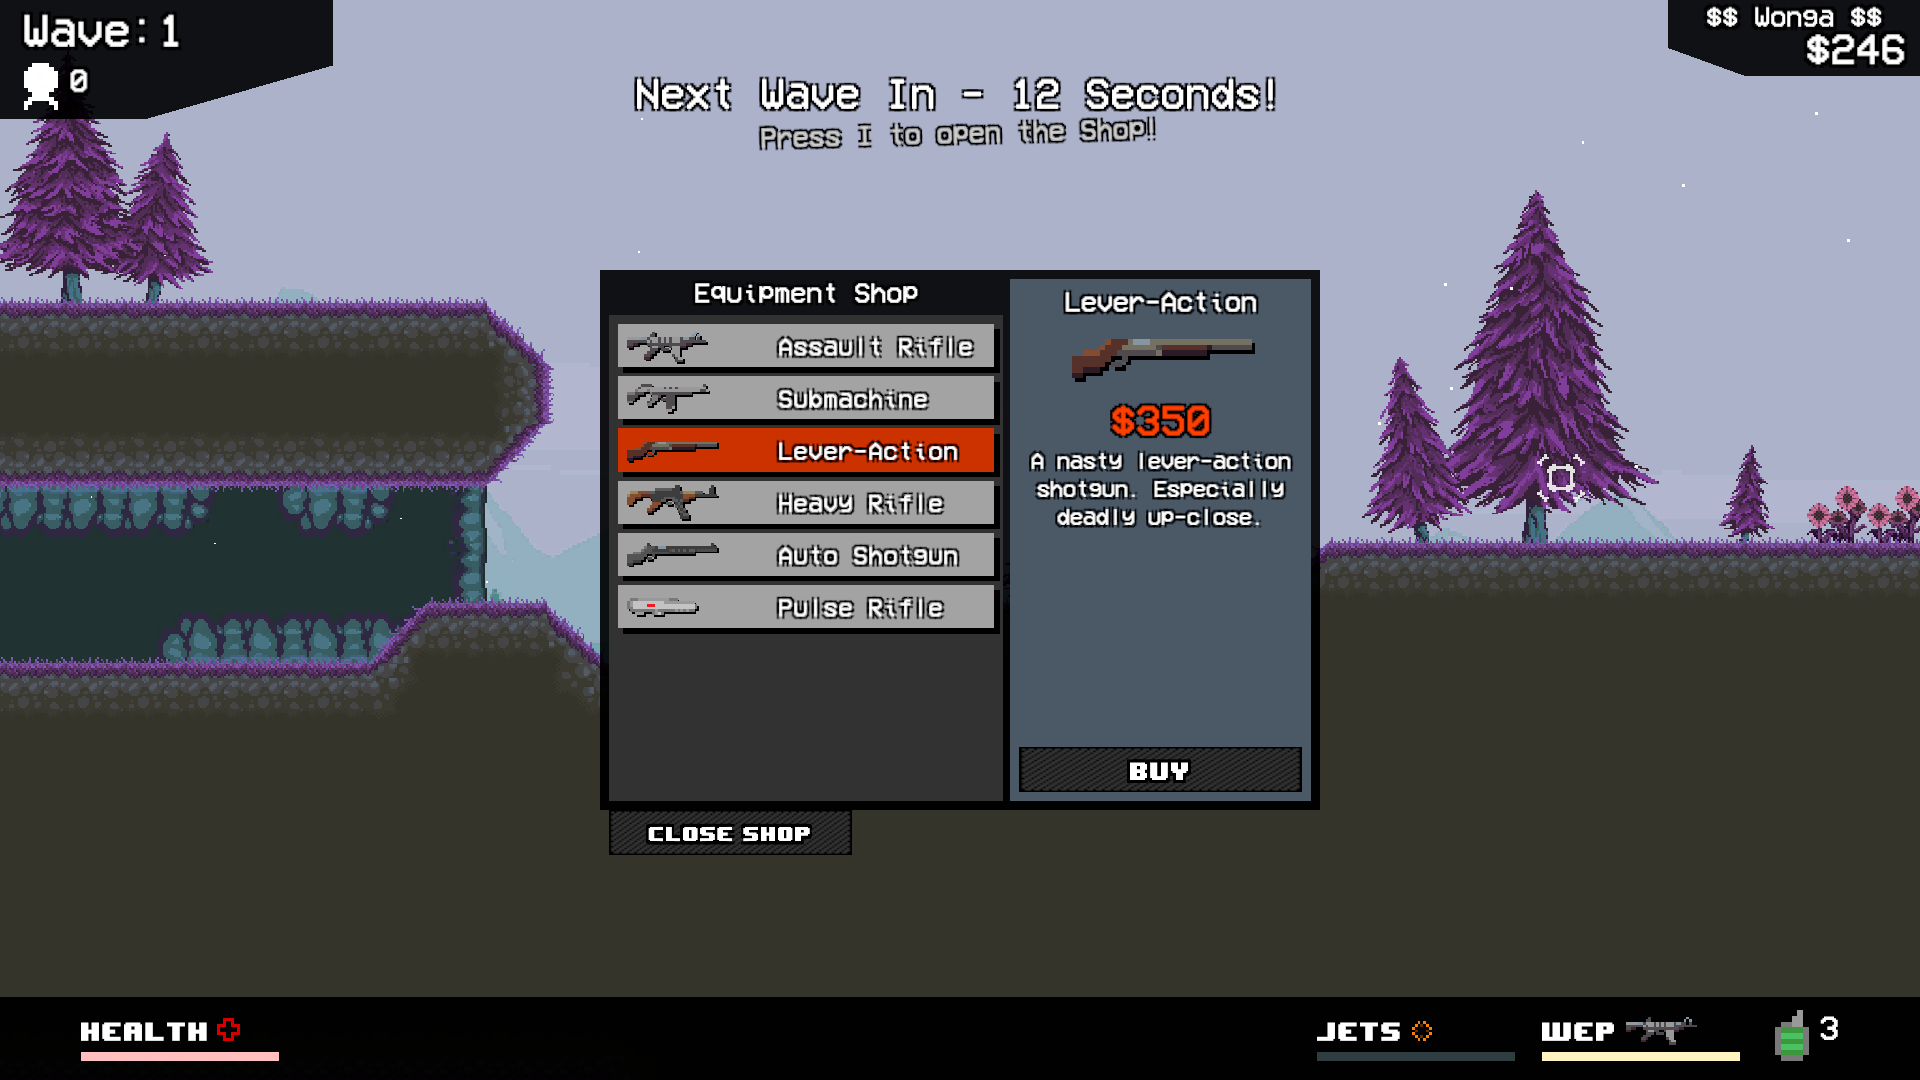 Wave: 1
0
$$ Wonga $$
$246
Next Wave In - 12 Seconds!
Press I to open the Shop!!
Equipment Shop
Assault Rifle
Submachine
Lever-Action
Heavy Rifle
Auto Shotgun
Pulse Rifle
Lever-Action
$350
A nasty lever-action
shotgun. Especially
deadly up-close.
BUY
CLOSE SHOP
HEALTH
JETS
WEP
3